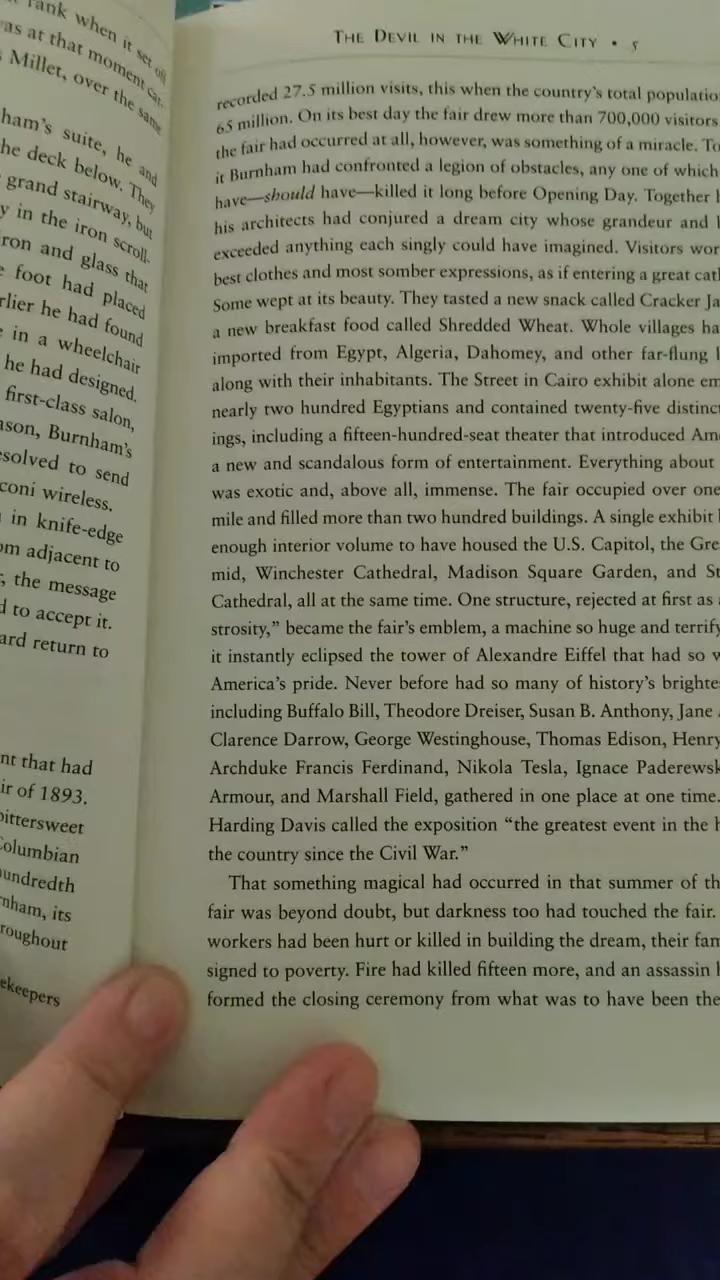 rank when it set off
as at that moment car-
Millet, over the same
ham's suite, he and
he deck below. They
grand stairway, but
y in the iron scroll-
iron and glass that
e foot had placed
rlier he had found
e in a wheelchair
he had designed.
first-class salon,
ason, Burnham's
esolved to send
coni wireless.
in knife-edge
om adjacent to
, the message
d to accept it.
ard return to
nt that had
ir of 1893.
bittersweet
Columbian
hundredth
rnham, its
roughout
ekeepers
THE DEVIL IN THE WHITE CITY • 5
recorded 27.5 million visits, this when the country's total populatio
65 million. On its best day the fair drew more than 700,000 visitors
the fair had occurred at all, however, was something of a miracle. To
it Burnham had confronted a legion of obstacles, any one of which
have—should have—killed it long before Opening Day. Together h
his architects had conjured a dream city whose grandeur and
exceeded anything each singly could have imagined. Visitors wor
best clothes and most somber expressions, as if entering a great cath
Some wept at its beauty. They tasted a new snack called Cracker Ja
a new breakfast food called Shredded Wheat. Whole villages ha
imported from Egypt, Algeria, Dahomey, and other far-flung l
along with their inhabitants. The Street in Cairo exhibit alone em
nearly two hundred Egyptians and contained twenty-five distinct
ings, including a fifteen-hundred-seat theater that introduced Ame
a new and scandalous form of entertainment. Everything about
was exotic and, above all, immense. The fair occupied over one
mile and filled more than two hundred buildings. A single exhibit h
enough interior volume to have housed the U.S. Capitol, the Gre
mid, Winchester Cathedral, Madison Square Garden, and St
Cathedral, all at the same time. One structure, rejected at first as a
strosity," became the fair's emblem, a machine so huge and terrify
it instantly eclipsed the tower of Alexandre Eiffel that had so w
America's pride. Never before had so many of history's brighte
including Buffalo Bill, Theodore Dreiser, Susan B. Anthony, Jane A
Clarence Darrow, George Westinghouse, Thomas Edison, Henry
Archduke Francis Ferdinand, Nikola Tesla, Ignace Paderewsk
Armour, and Marshall Field, gathered in one place at one time.
Harding Davis called the exposition "the greatest event in the h
the country since the Civil War."
That something magical had occurred in that summer of th
fair was beyond doubt, but darkness too had touched the fair.
workers had been hurt or killed in building the dream, their fam
signed to poverty. Fire had killed fifteen more, and an assassin h
formed the closing ceremony from what was to have been the